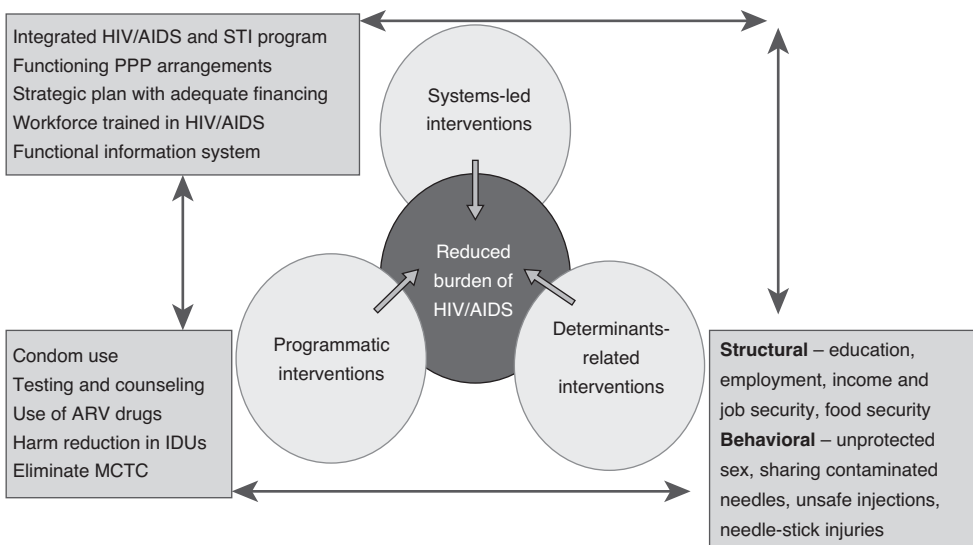 Integrated HIV/AIDS and STI program
Functioning PPP arrangements
Strategic plan with adequate financing
Workforce trained in HIV/AIDS
Functional information system
Systems-led
interventions
Reduced
burden of
HIV/AIDS
Programmatic
interventions
Determinants-
related
interventions
Condom use
Testing and counseling
Use of ARV drugs
Harm reduction in IDUs
Eliminate MCTC
Structural – education,
employment, income and
job security, food security
Behavioral – unprotected
sex, sharing contaminated
needles, unsafe injections,
needle-stick injuries